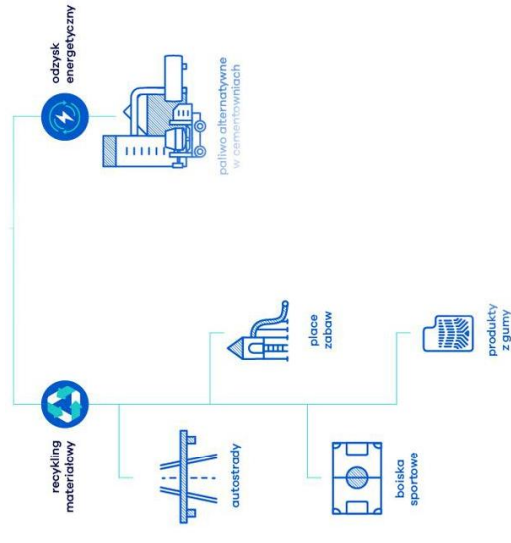 recykling
materiałowy
autostrady
place
zabaw
boiska
sportowe
produkty
z gumy
odzysk
energetyczny
paliwo alternatywne
w cementowniach